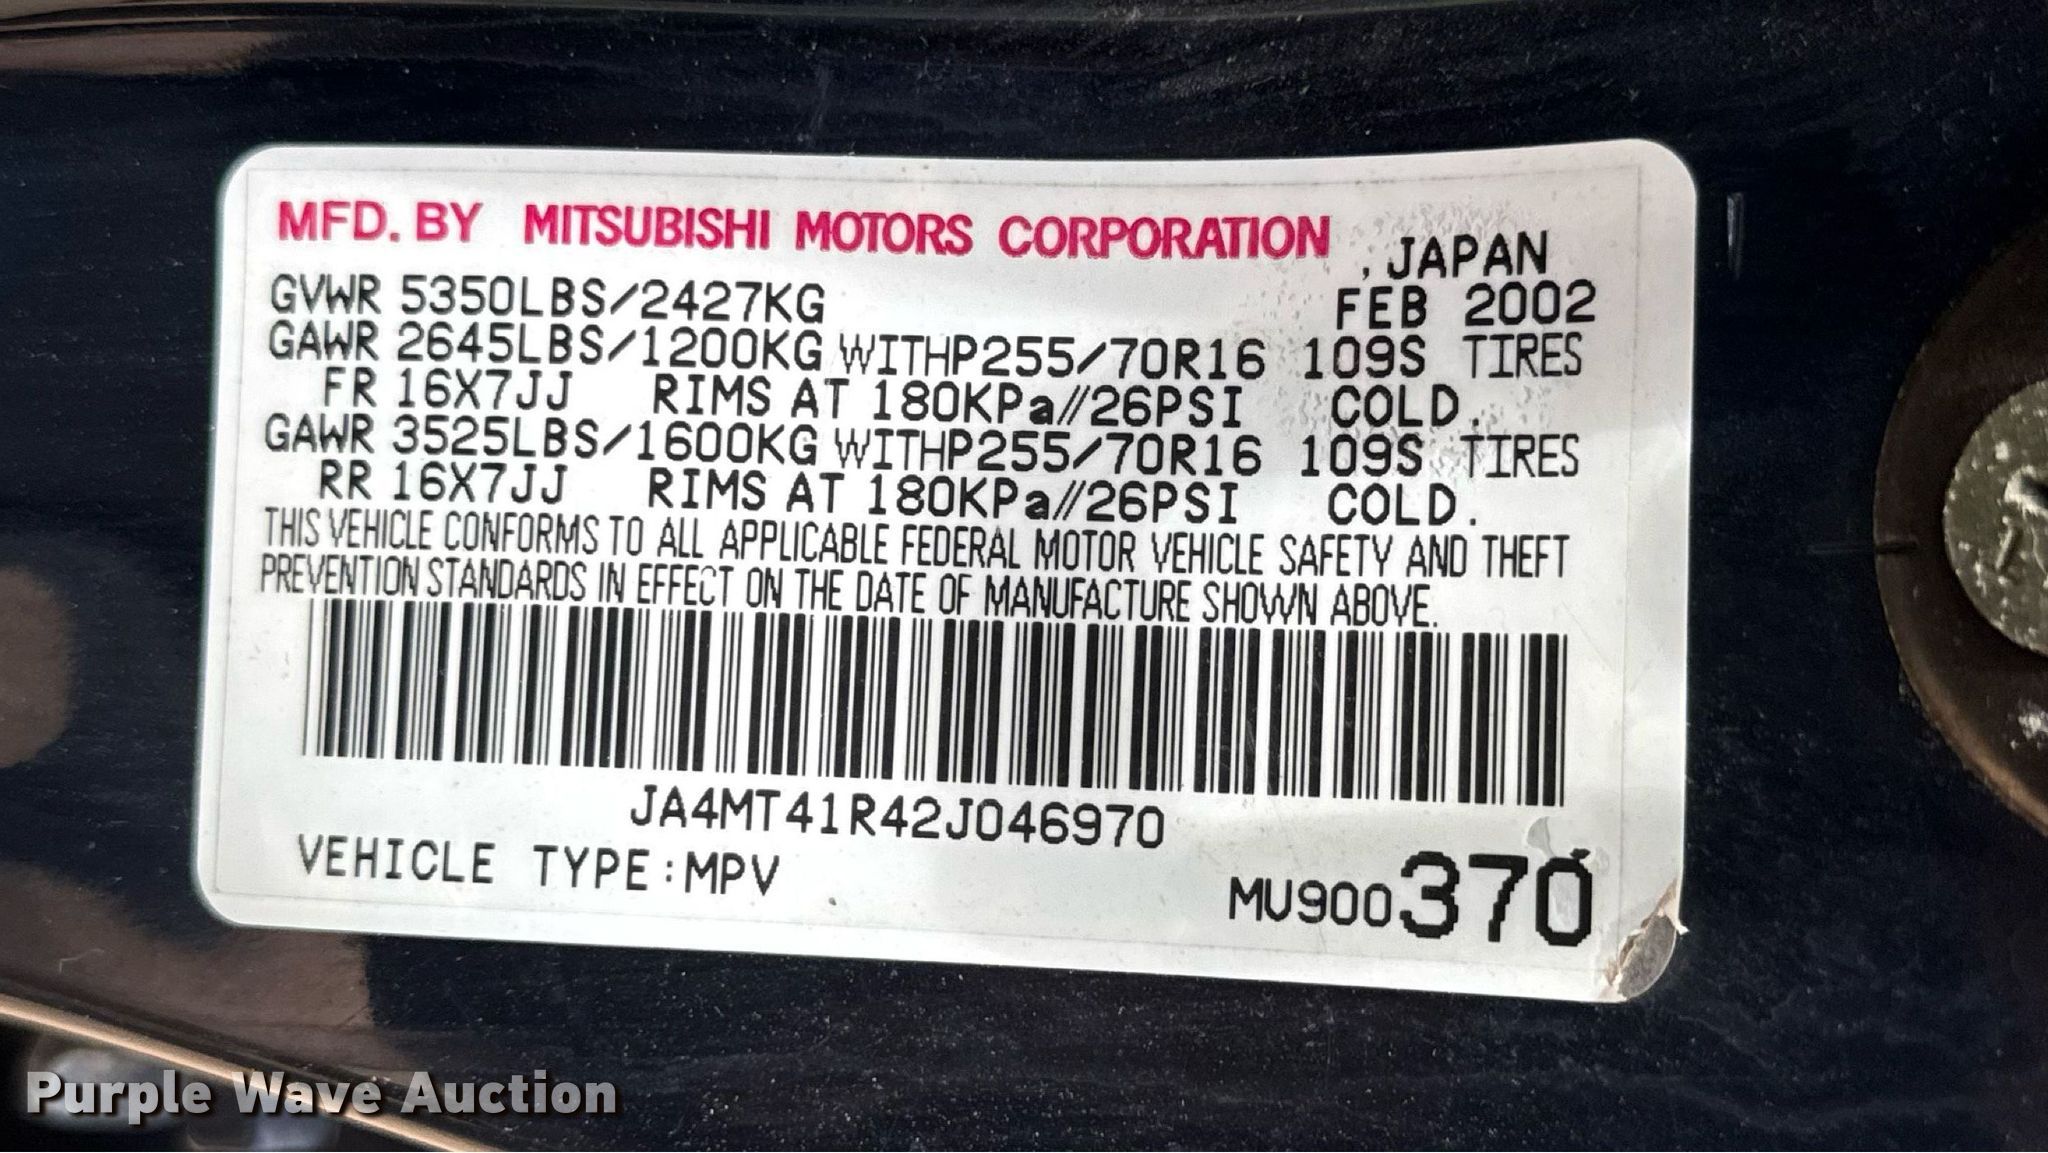 MFD. BY MITSUBISHI MOTORS CORPORATION , JAPAN
GVWR 5350LBS/2427KG FEB 2002
GAWR 2645LBS/1200KG WITHP255/70R16 109S TIRES
FR 16X7JJ RIMS AT 180KPa//26PSI COLD.
GAWR 3525LBS/1600KG WITHP255/70R16 109S TIRES
RR 16X7JJ RIMS AT 180KPa//26PSI COLD.
THIS VEHICLE CONFORMS TO ALL APPLICABLE FEDERAL MOTOR VEHICLE SAFETY AND THEFT
PREVENTION STANDARDS IN EFFECT ON THE DATE OF MANUFACTURE SHOWN ABOVE.
JA4MT41R42J046970
VEHICLE TYPE:MPV
MU900370
Purple Wave Auction